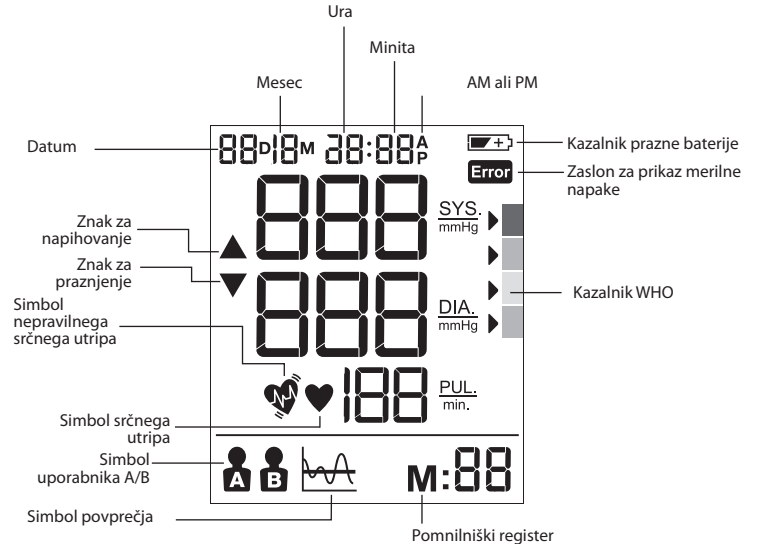 Ura
Minita
Mesec
AM ali PM
Datum
88D18M 28:88 A
P
Kazalnik prazne baterije
Error
Zaslon za prikaz merilne
napake
888
SYS.
mmHg
Znak za
napihovanje
Znak za
praznjenje
888
DIA.
mmHg
Kazalnik WHO
Simbol
nepravilnega
srčnega utripa
188
PUL.
min.
Simbol srčnega
utripa
Simbol
uporabnika A/B
A B
M:88
Simbol povprečja
Pomnilniški register